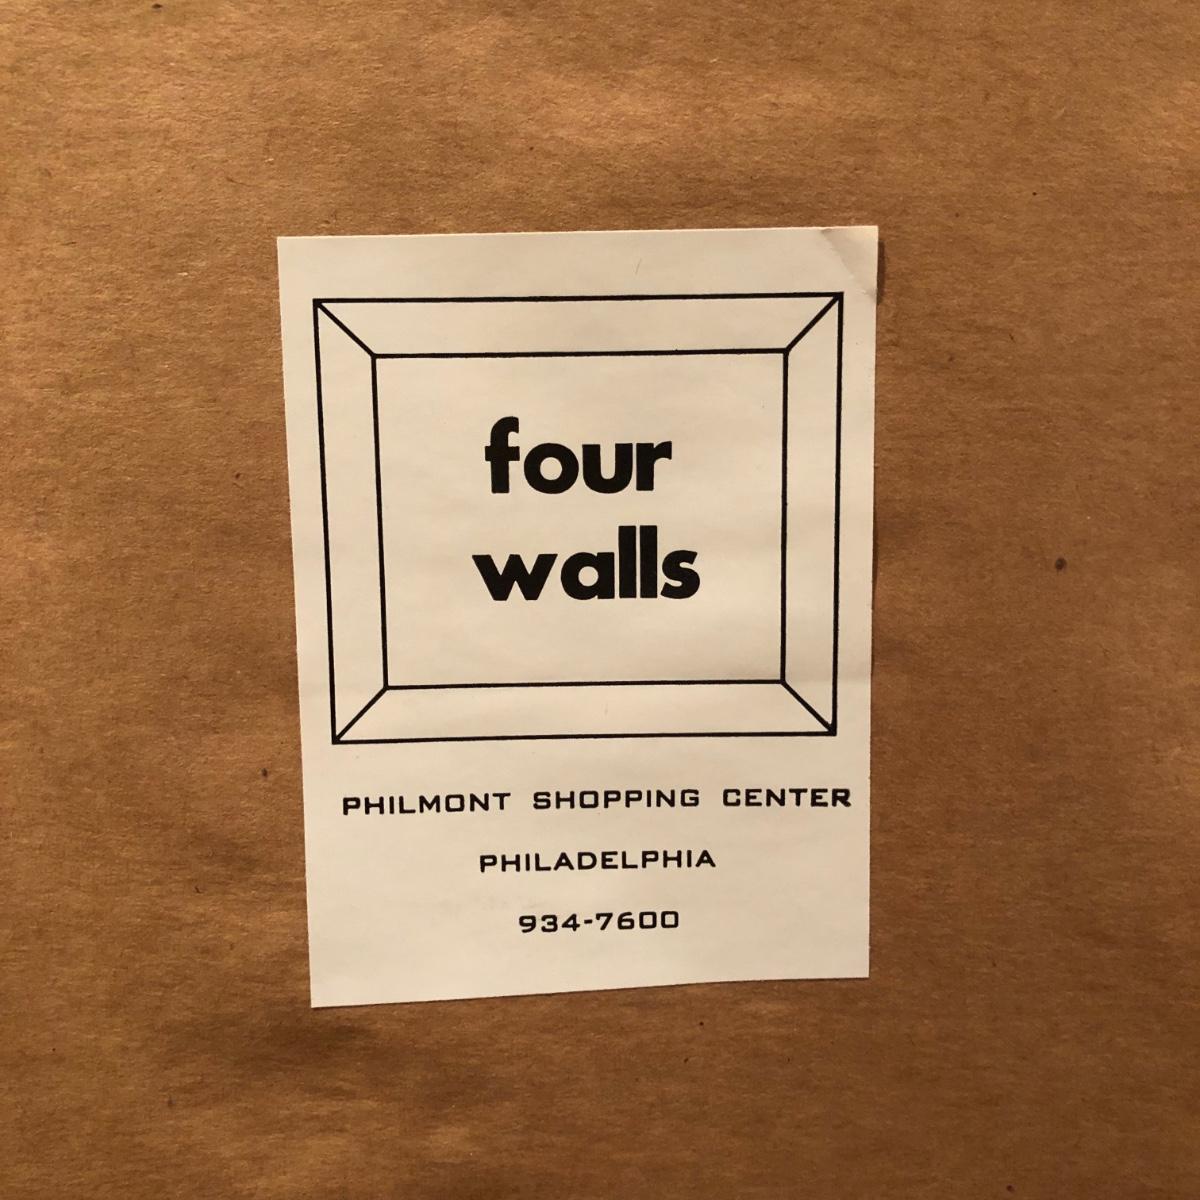 four
walls
PHILMONT SHOPPING CENTER
PHILADELPHIA
934-7600